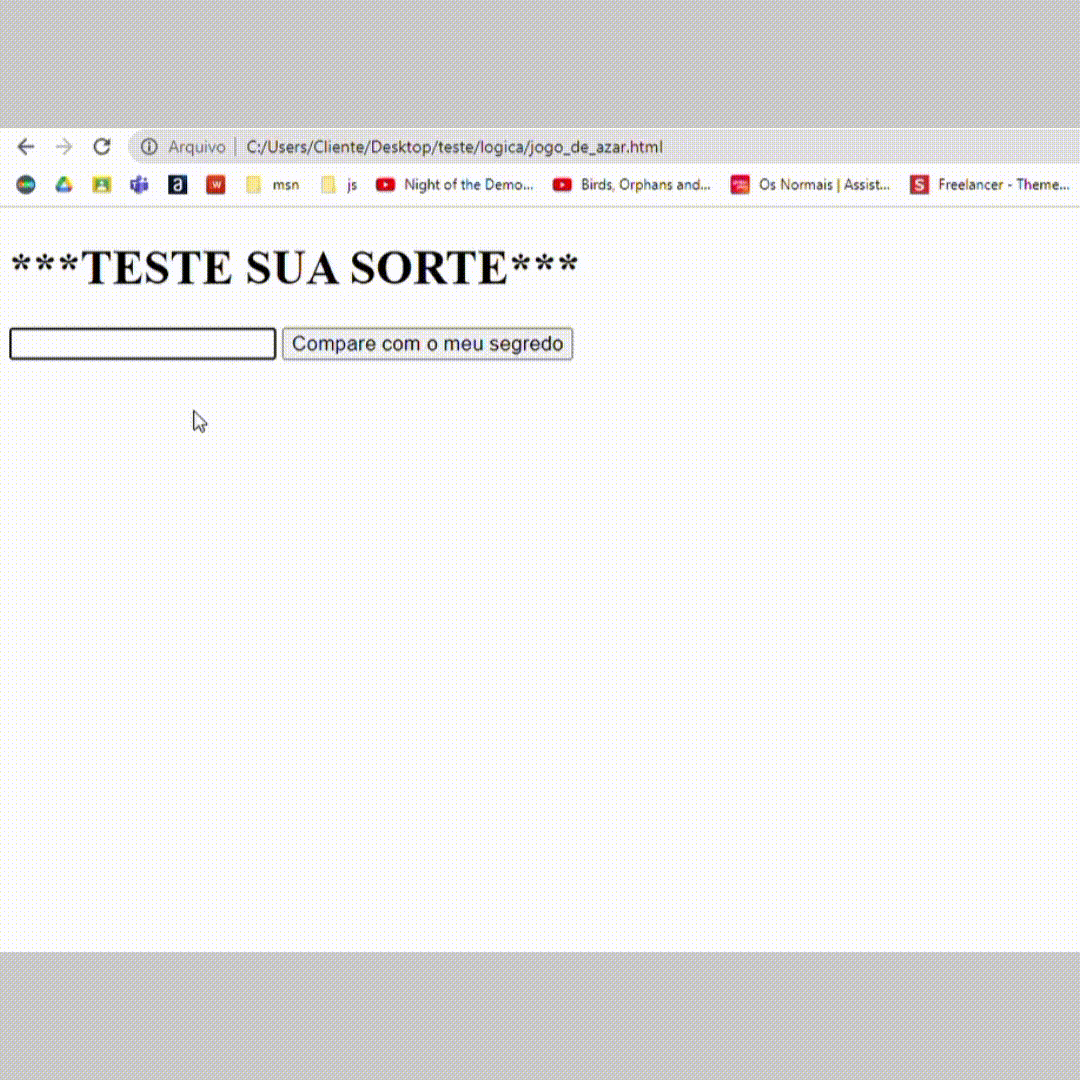 Arquivo | C:/Users/Cliente/Desktop/teste/logica/jogo_de_azar.html
a w msn js Night of the Demo... Birds, Orphans and... Os Normais | Assist... S Freelancer - Theme...
***TESTE SUA SORTE***
Compare com o meu segredo